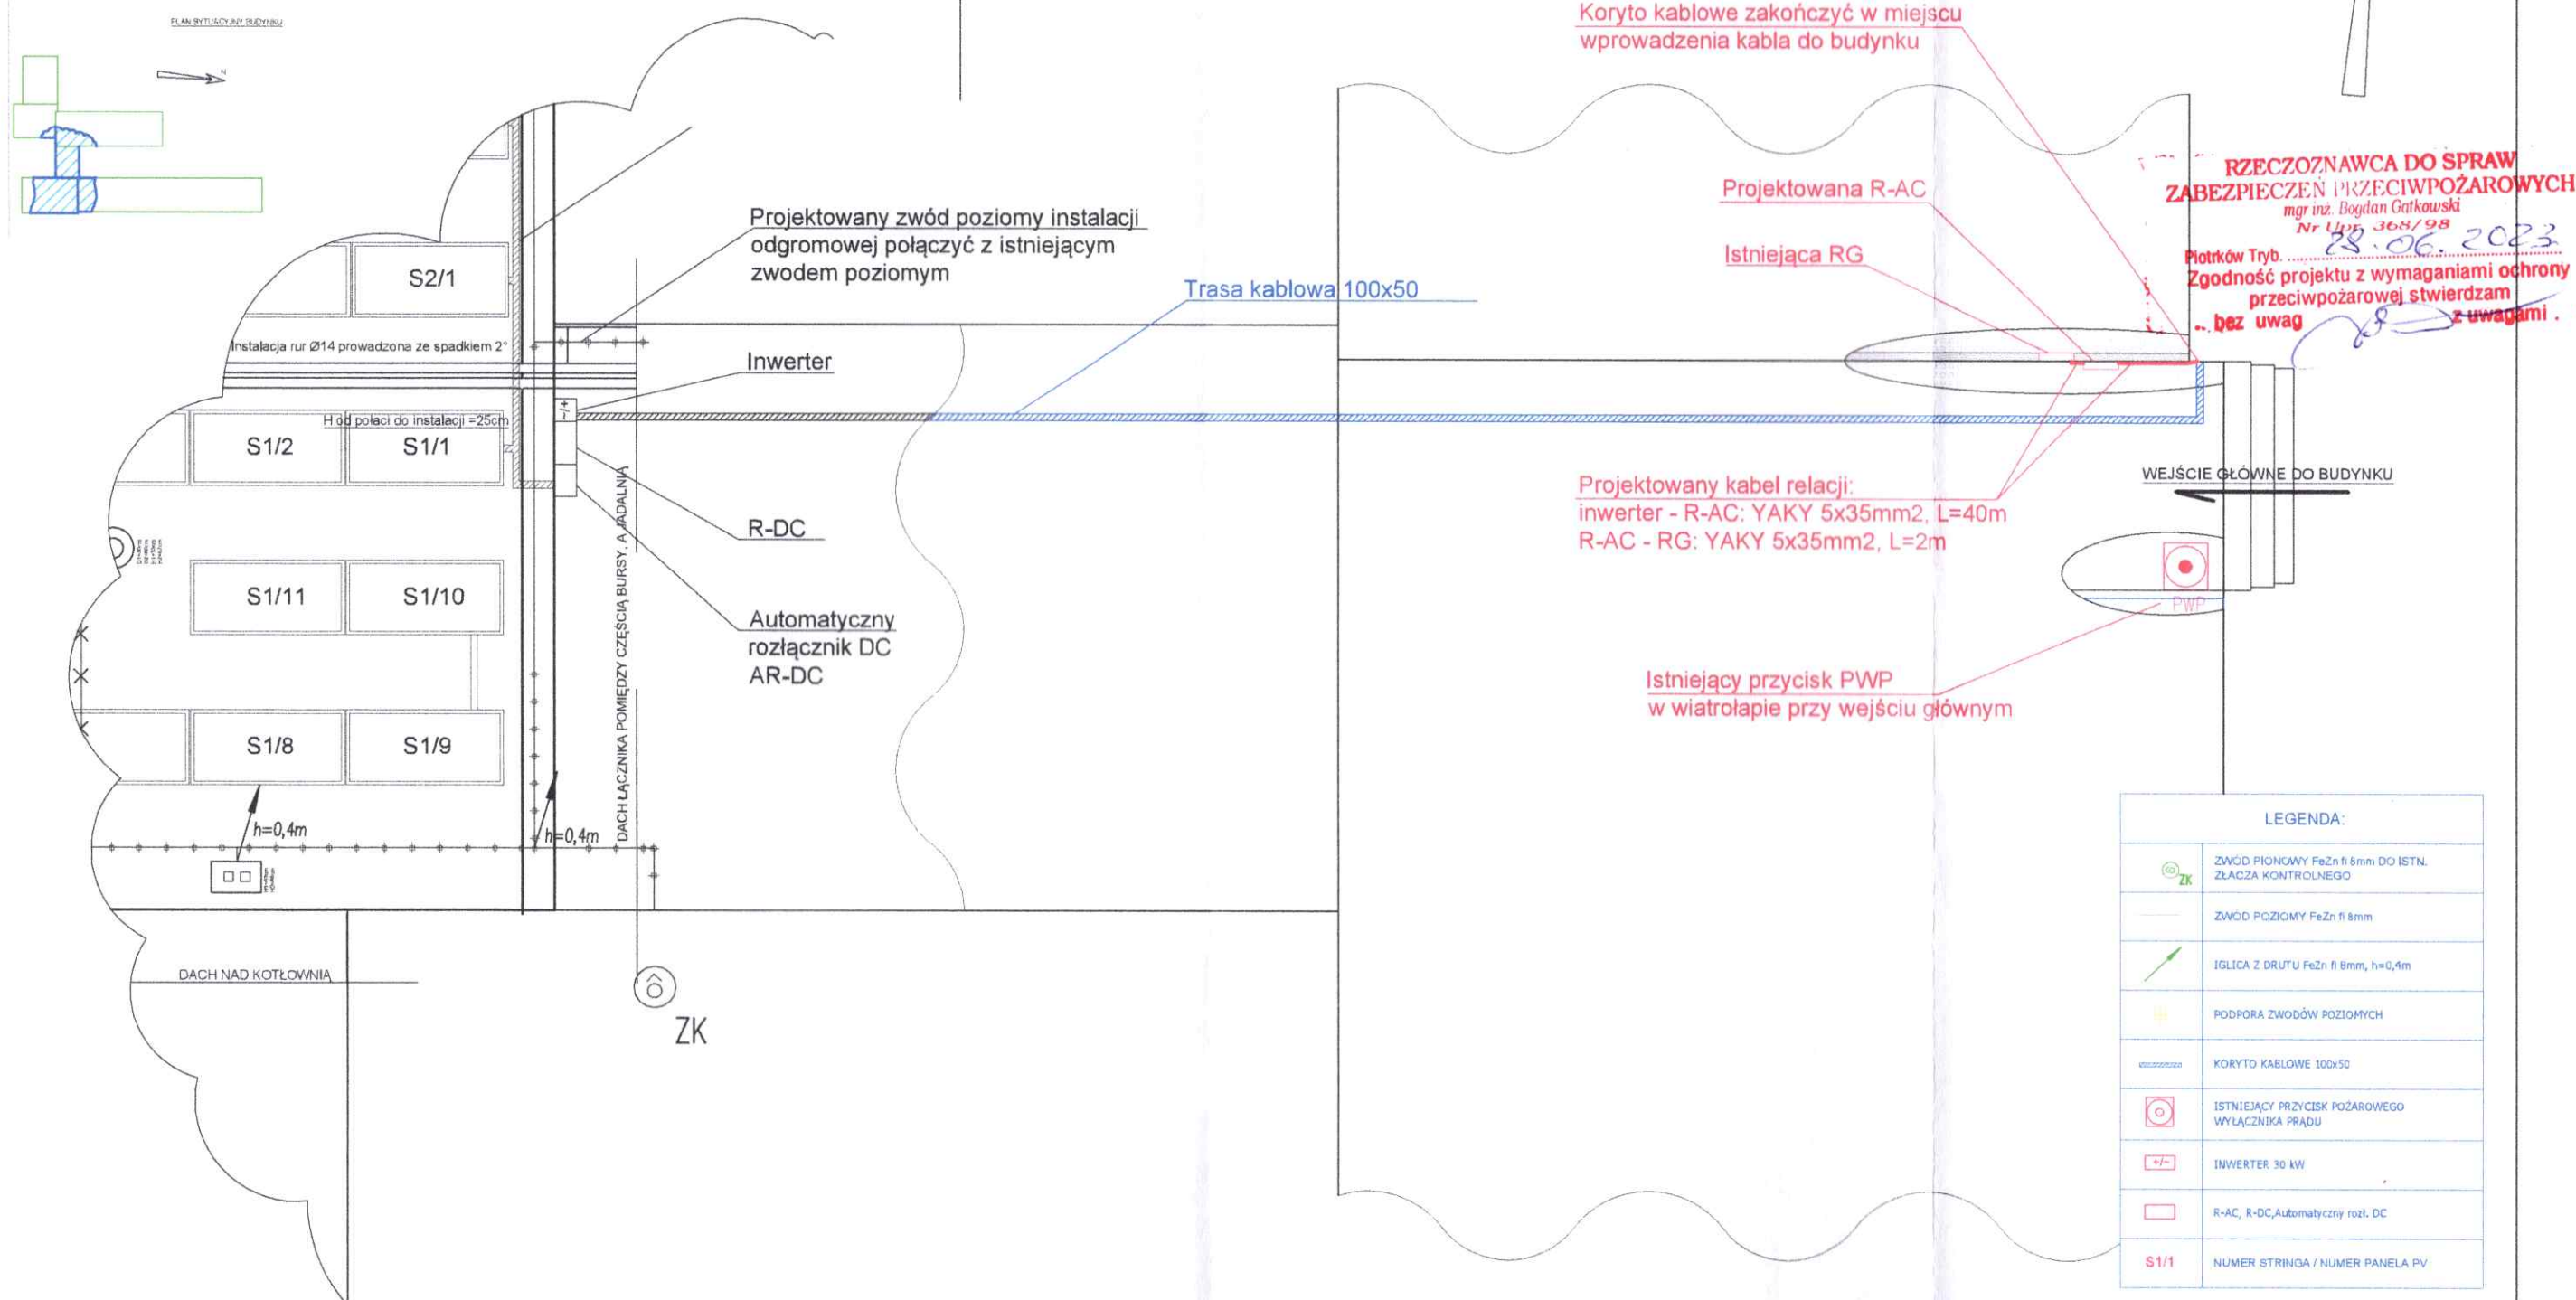 PLAN SYTUACYJNY BUDYNKU
N
Koryto kablowe zakończyć w miejscu
wprowadzenia kabla do budynku
RZECZOZNAWCA DO SPRAW
ZABEZPIECZEŃ PRZECIWPOŻAROWYCH
mgr inż. Bogdan Gatkowski
Nr Upr. 368/98
Piotrków Tryb. 28.06.2023
Zgodność projektu z wymaganiami ochrony
przeciwpożarowej stwierdzam
bez uwag z uwagami .
Projektowana R-AC
Istniejąca RG
Projektowany zwód poziomy instalacji
odgromowej połączyć z istniejącym
zwodem poziomym
Trasa kablowa 100x50
S2/1
Instalacja rur Ø14 prowadzona ze spadkiem 2°
Inwerter
~/+
H od połaci do instalacji =25cm
S1/2
S1/1
R-DC
WEJŚCIE GŁÓWNE DO BUDYNKU
Projektowany kabel relacji:
inwerter - R-AC: YAKY 5x35mm2, L=40m
R-AC - RG: YAKY 5x35mm2, L=2m
DACH ŁĄCZNIKA POMIĘDZY CZĘŚCIĄ BURSY, A JADALNIĄ
S1/11
S1/10
PWP
Automatyczny
rozłącznik DC
AR-DC
Istniejący przycisk PWP
w wiatrołapie przy wejściu głównym
S1/8
S1/9
h=0,4m
h=0,4m
DACH NAD KOTŁOWNIĄ
ZK
LEGENDA:
ZK
ZWÓD PIONOWY FeZn fi 8mm DO ISTN.
ZŁACZA KONTROLNEGO
ZWÓD POZIOMY FeZn fi 8mm
IGLICA Z DRUTU FeZn fi 8mm, h=0,4m
PODPORA ZWODÓW POZIOMYCH
KORYTO KABLOWE 100x50
ISTNIEJĄCY PRZYCISK POŻAROWEGO
WYŁĄCZNIKA PRĄDU
+/-
INWERTER 30 kW
R-AC, R-DC,Automatyczny rozł. DC
S1/1
NUMER STRINGA / NUMER PANELA PV